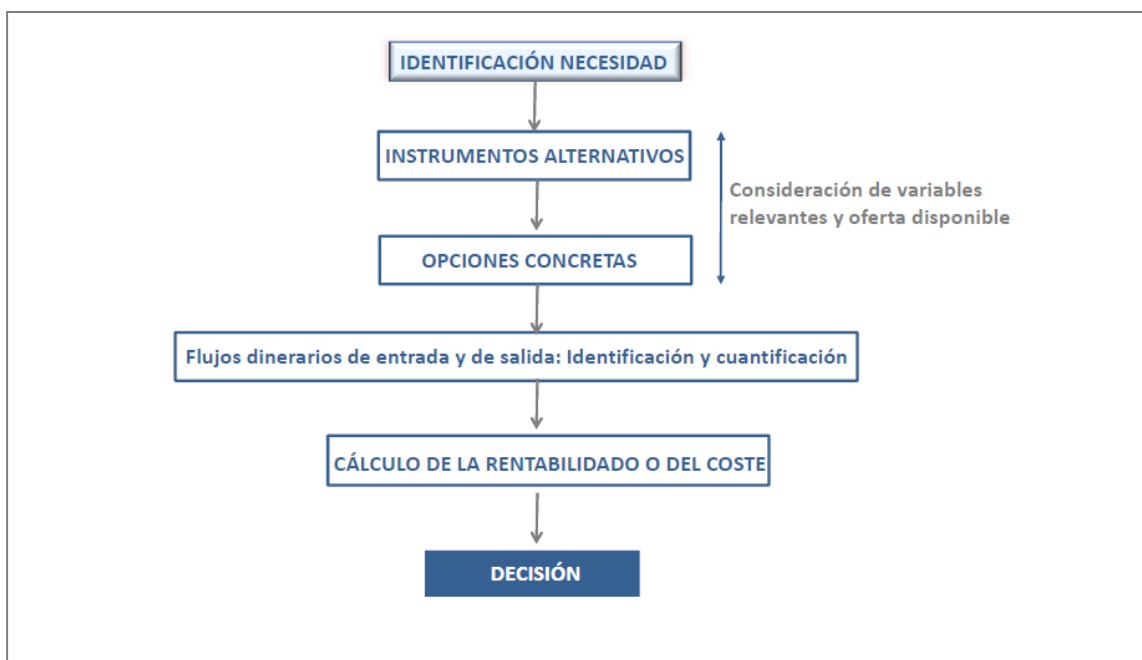 IDENTIFICACIÓN NECESIDAD
INSTRUMENTOS ALTERNATIVOS
Consideración de variables
relevantes y oferta disponible
OPCIONES CONCRETAS
Flujos dinerarios de entrada y de salida: Identificación y cuantificación
CÁLCULO DE LA RENTABILIDADO O DEL COSTE
DECISIÓN